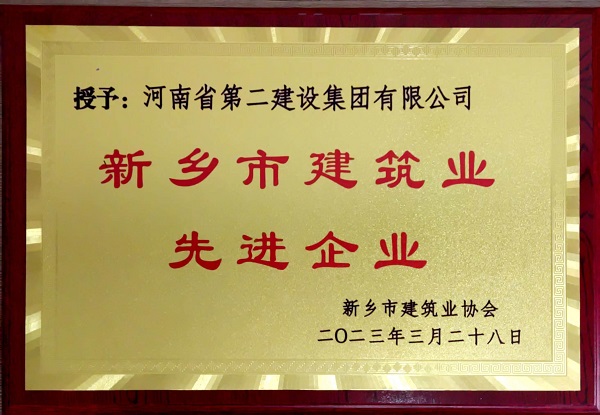 授予：河南省第二建设集团有限公司
新乡市建筑业
先进企业
新乡市建筑业协会
二〇二三年三月二十八日